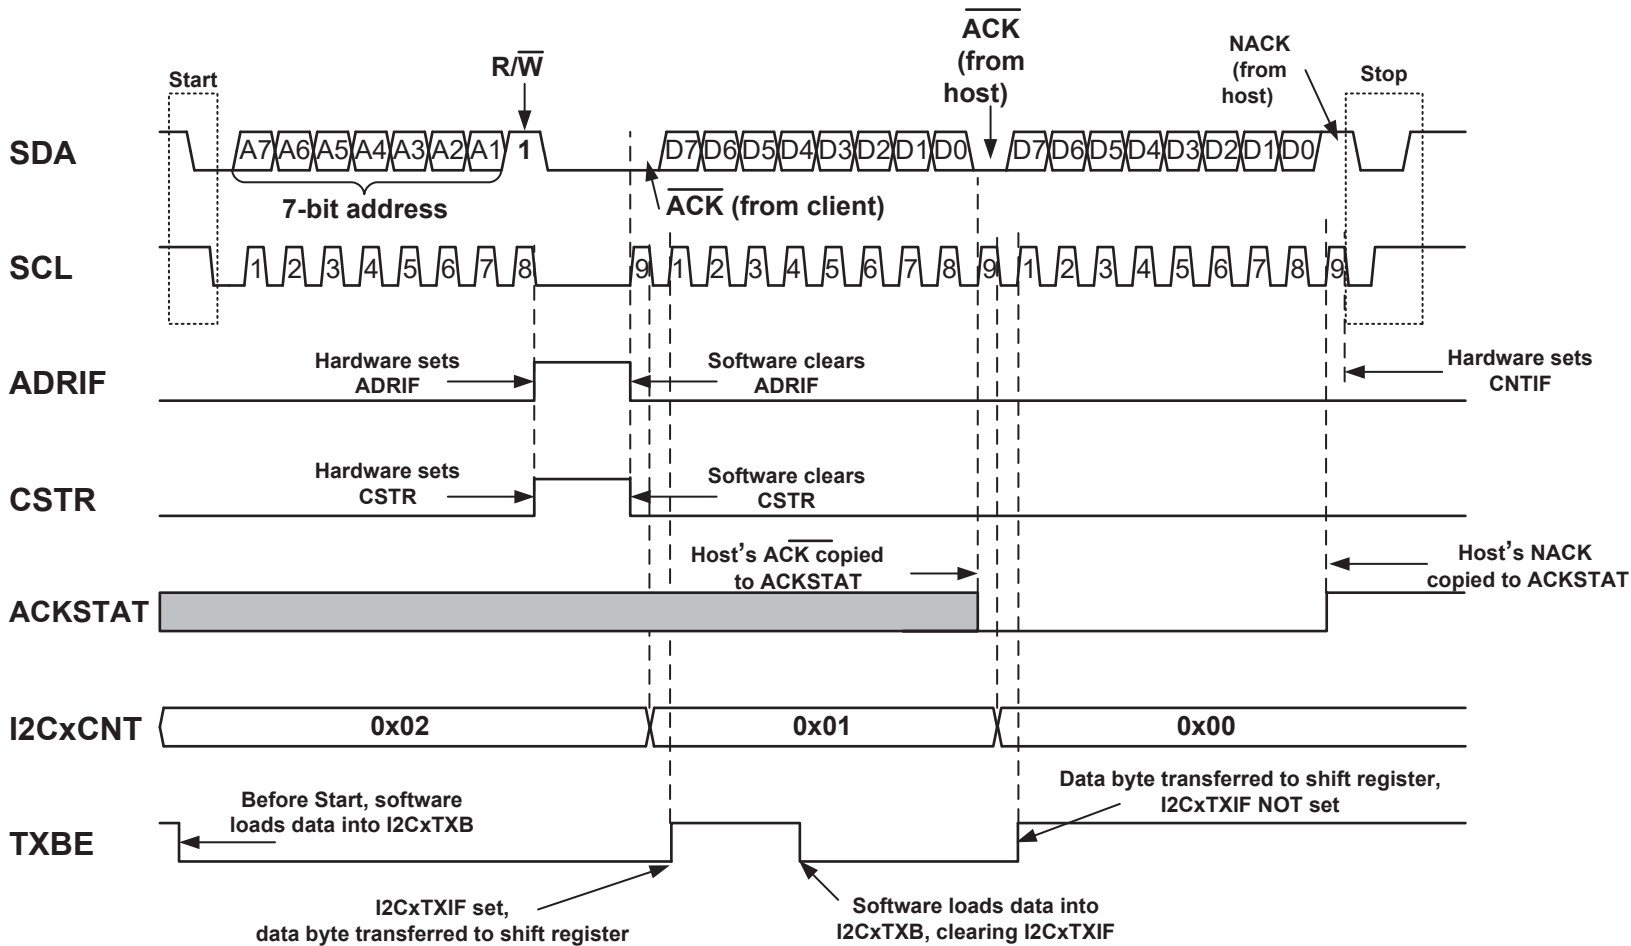 ACK
(from
host)
NACK
(from
host)
R/W
Start
Stop
SDA
A7 A6 A5 A4 A3 A2 A1 1 D7 D6 D5 D4 D3 D2 D1 D0 D7 D6 D5 D4 D3 D2 D1 D0
7-bit address
ACK (from client)
SCL
1 2 3 4 5 6 7 8 9 1 2 3 4 5 6 7 8 9 1 2 3 4 5 6 7 8 9
ADRIF
Hardware sets
ADRIF
Software clears
ADRIF
Hardware sets
CNTIF
CSTR
Hardware sets
CSTR
Software clears
CSTR
Host’s ACK copied
to ACKSTAT
Host’s NACK
copied to ACKSTAT
ACKSTAT
I2CxCNT
0x02 0x01 0x00
TXBE
Before Start, software
loads data into I2CxTXB
Data byte transferred to shift register,
I2CxTXIF NOT set
I2CxTXIF set,
data byte transferred to shift register
Software loads data into
I2CxTXB, clearing I2CxTXIF